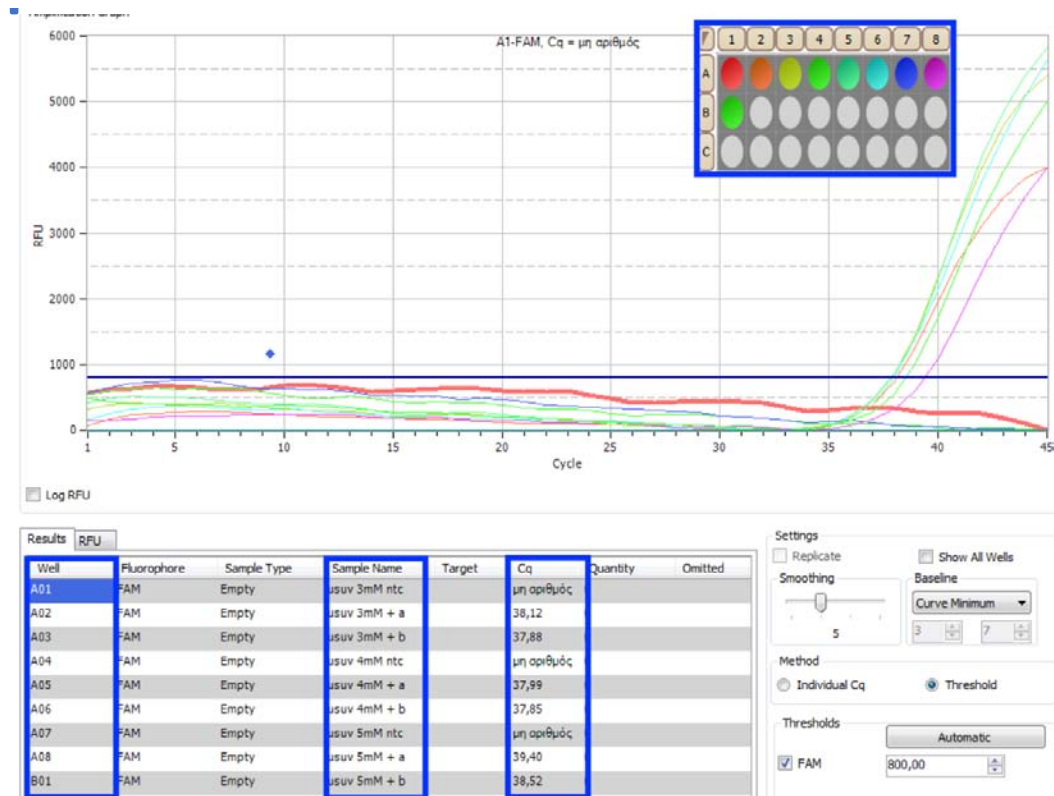 A1-FAM, Cq = μη αριθμός
1 2 3 4 5 6 7 8
A
B
C
6000
5000
4000
3000
2000
1000
0
RFU
1 5 10 15 20 25 30 35 40 45
Cycle
Log RFU
Results RFU
Well Fluorophore Sample Type Sample Name Target Cq Quantity Omitted
A01 FAM Empty usuv 3mM ntc μη αριθμός
A02 FAM Empty usuv 3mM + a 38,12
A03 FAM Empty usuv 3mM + b 37,88
A04 FAM Empty usuv 4mM ntc μη αριθμός
A05 FAM Empty usuv 4mM + a 37,99
A06 FAM Empty usuv 4mM + b 37,85
A07 FAM Empty usuv 5mM ntc μη αριθμός
A08 FAM Empty usuv 5mM + a 39,40
B01 FAM Empty usuv 5mM + b 38,52
Settings
Replicate Show All Wells
Smoothing
5
Baseline
Curve Minimum
3 7
Method
Individual Cq Threshold
Thresholds
Automatic
FAM 800,00